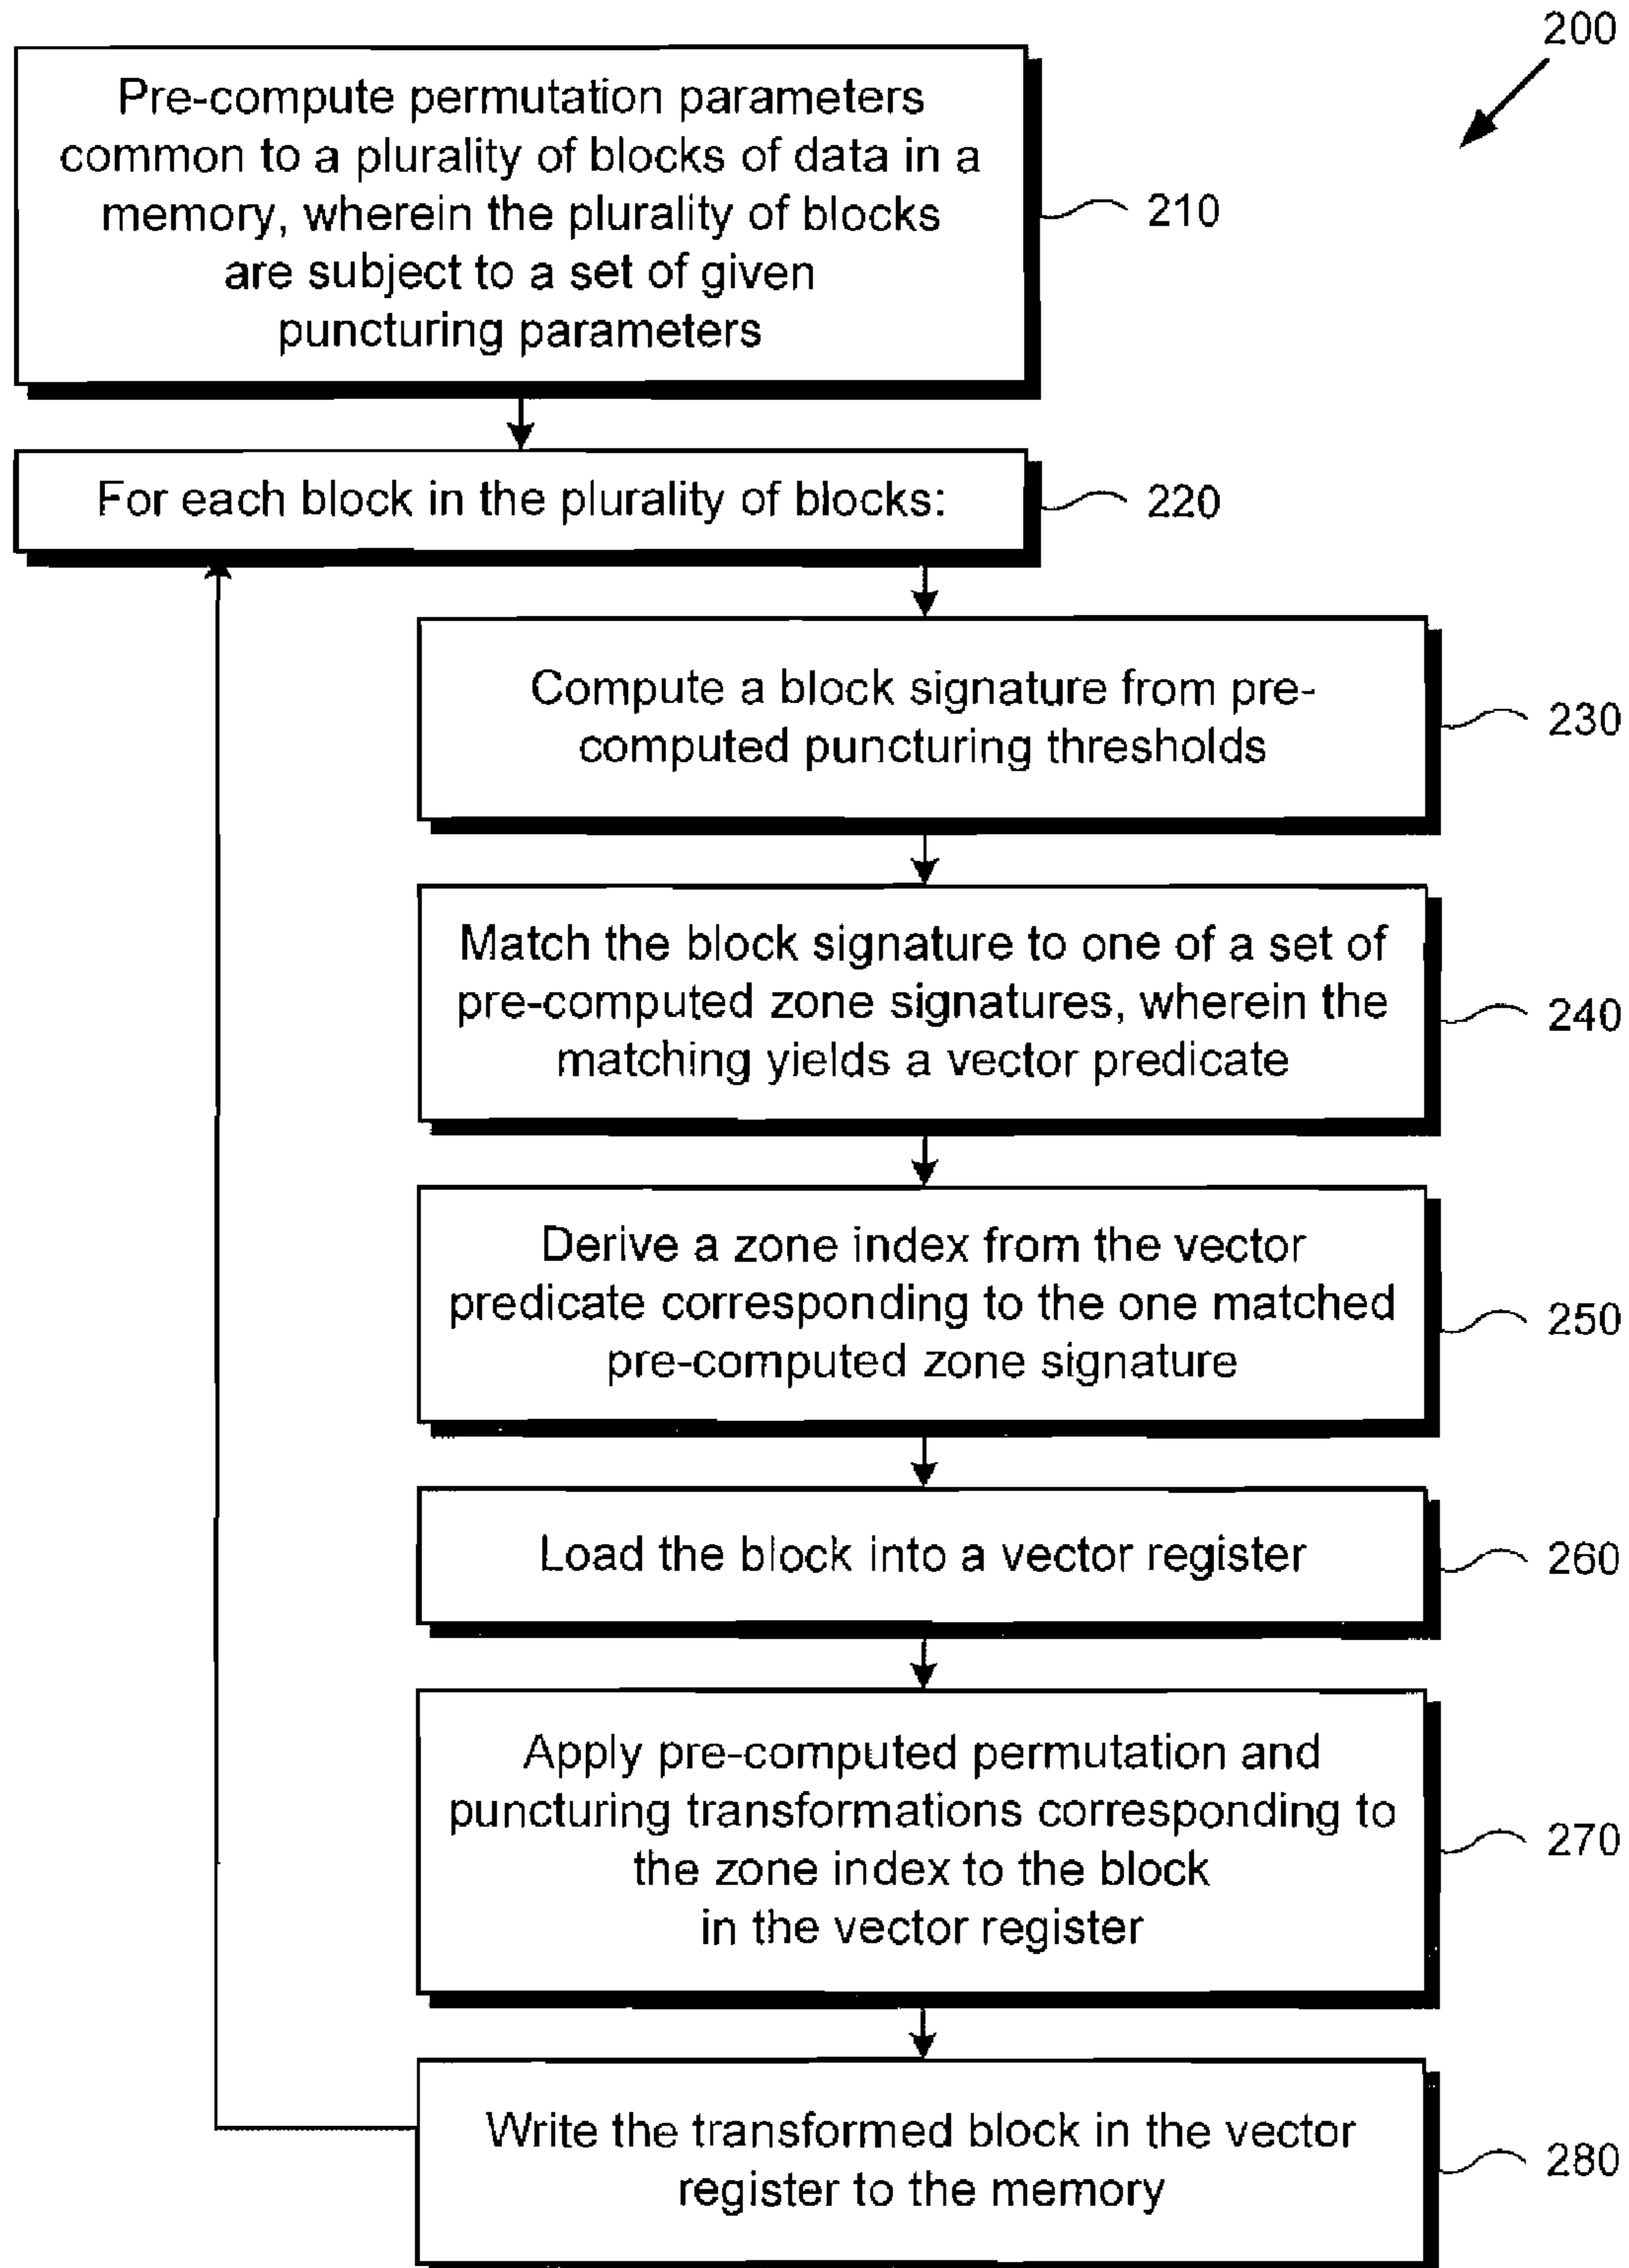 200
Pre-compute permutation parameters
common to a plurality of blocks of data in a
memory, wherein the plurality of blocks
are subject to a set of given
puncturing parameters
210
For each block in the plurality of blocks:
220
Compute a block signature from pre-
computed puncturing thresholds
230
Match the block signature to one of a set of
pre-computed zone signatures, wherein the
matching yields a vector predicate
240
Derive a zone index from the vector
predicate corresponding to the one matched
pre-computed zone signature
250
Load the block into a vector register
260
Apply pre-computed permutation and
puncturing transformations corresponding to
the zone index to the block
in the vector register
270
Write the transformed block in the vector
register to the memory
280